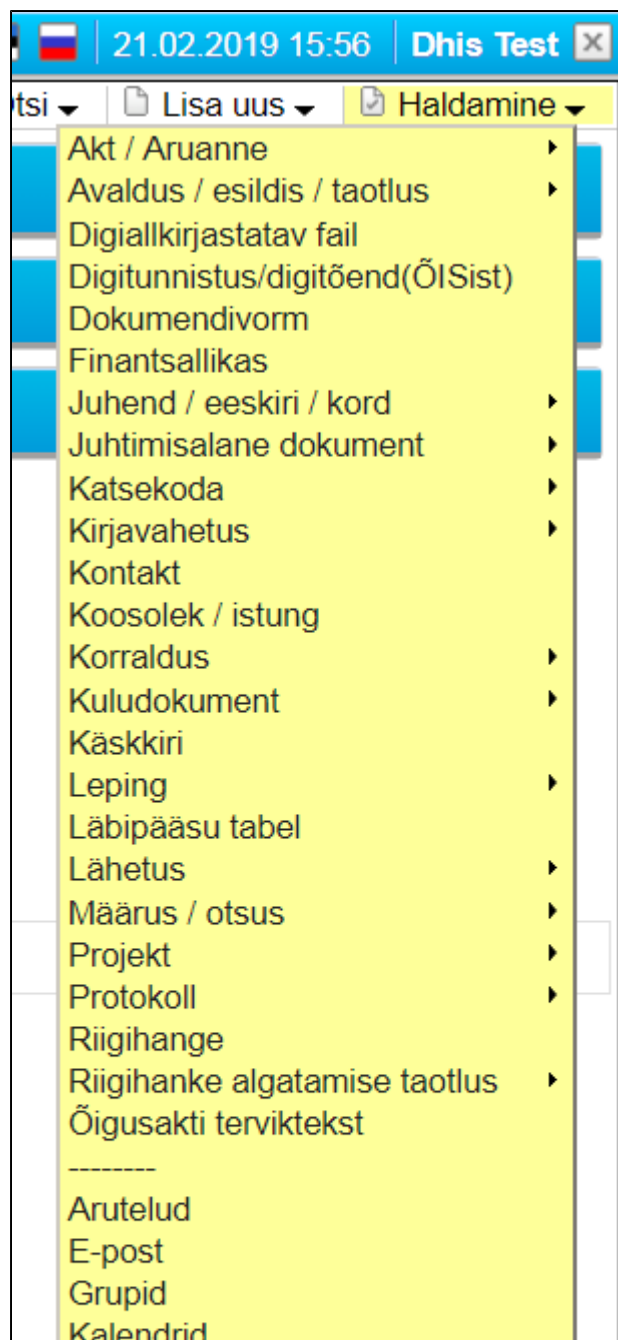 21.02.2019 15:56 Dhis Test
Lisa uus Haldamine
Akt / Aruanne
Avaldus / esildis / taotlus
Digiallkirjastatav fail
Digitunnistus/digitõend(ÕISist)
Dokumendivorm
Finantsallikas
Juhend / eeskiri / kord
Juhtimisalane dokument
Katsekoda
Kirjavahetus
Kontakt
Koosolek / istung
Korraldus
Kuludokument
Käskkiri
Leping
Läbipääsu tabel
Lähetus
Määrus / otsus
Projekt
Protokoll
Riigihange
Riigihanke algatamise taotlus
Õigusakti terviktekst
--------
Arutelud
E-post
Grupid
Kalendrid